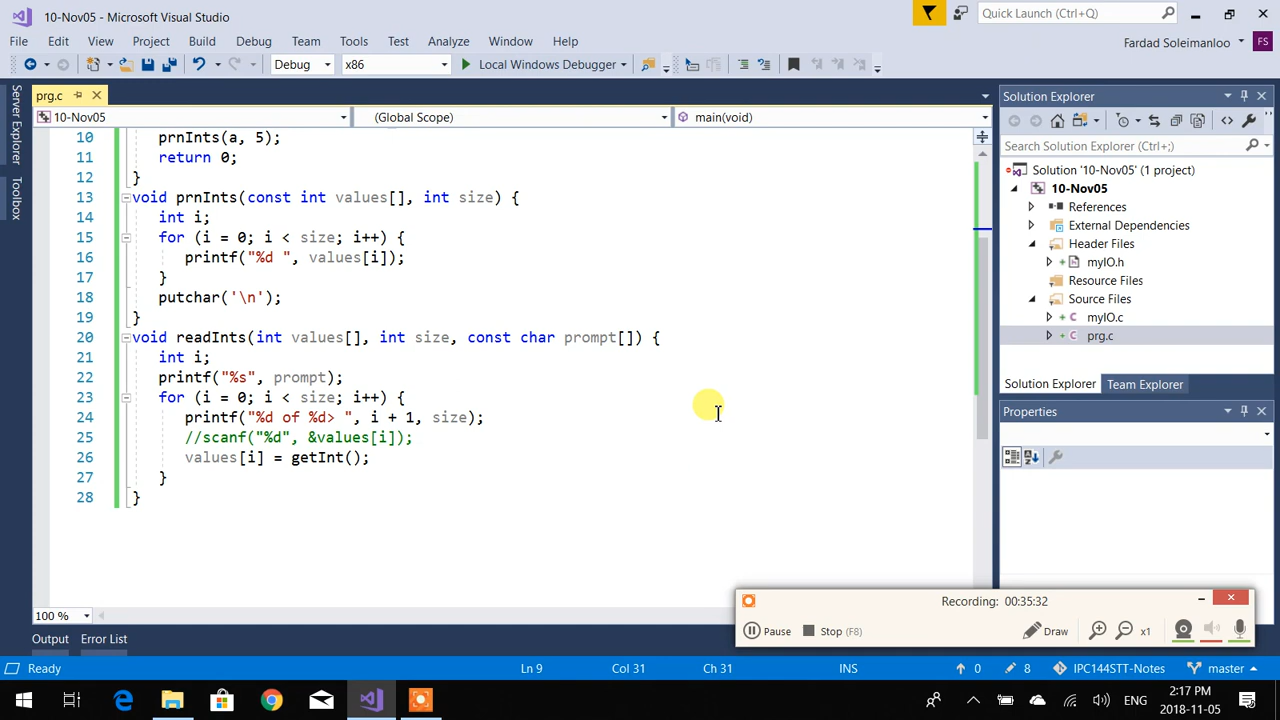 10-Nov05 - Microsoft Visual Studio
Quick Launch (Ctrl+Q)
File Edit View Project Build Debug Team Tools Test Analyze Window Help
Fardad Soleimanloo FS
Debug x86 Local Windows Debugger
Server Explorer
Toolbox
prg.c
10-Nov05 (Global Scope) main(void)
10 prnInts(a, 5);
11 return 0;
12 }
13 void prnInts(const int values[], int size) {
14 int i;
15 for (i = 0; i < size; i++) {
16 printf("%d ", values[i]);
17 }
18 putchar('\n');
19 }
20 void readInts(int values[], int size, const char prompt[]) {
21 int i;
22 printf("%s", prompt);
23 for (i = 0; i < size; i++) {
24 printf("%d of %d> ", i + 1, size);
25 //scanf("%d", &values[i]);
26 values[i] = getInt();
27 }
28 }
100 %
Solution Explorer
Search Solution Explorer (Ctrl+;)
Solution '10-Nov05' (1 project)
10-Nov05
References
External Dependencies
Header Files
myIO.h
Resource Files
Source Files
myIO.c
prg.c
Solution Explorer Team Explorer
Properties
Recording: 00:35:32
Pause Stop (F8) Draw x1
Output Error List
Ready Ln 9 Col 31 Ch 31 INS 0 8 IPC144STT-Notes master
ENG 2:17 PM
2018-11-05